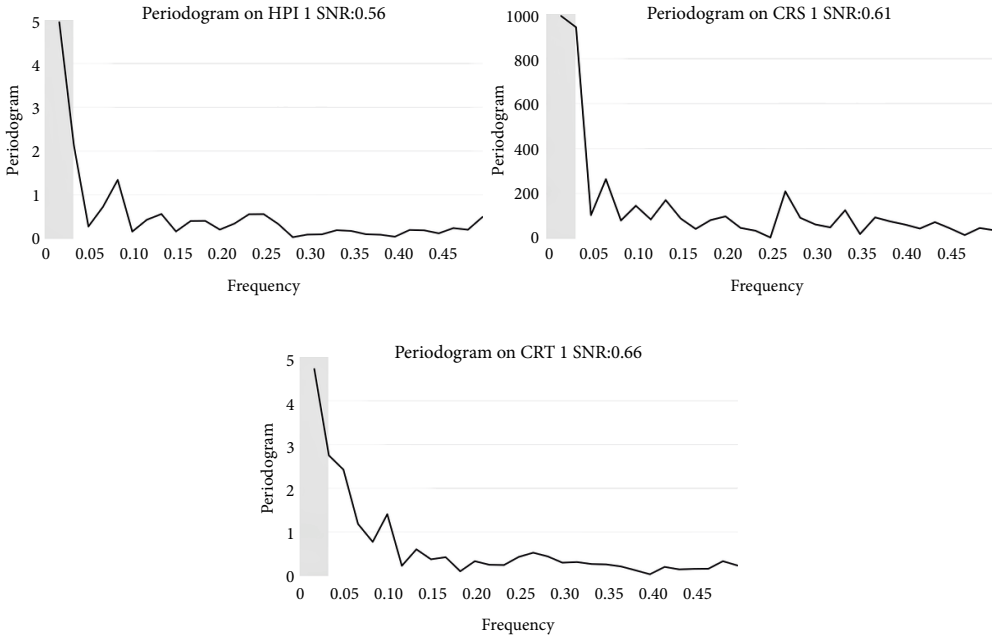 Periodogram on HPI 1 SNR:0.56
5
4
3
2
1
0
Periodogram
0 0.05 0.10 0.15 0.20 0.25 0.30 0.35 0.40 0.45
Frequency
Periodogram on CRS 1 SNR:0.61
1000
800
600
400
200
0
Periodogram
0 0.05 0.10 0.15 0.20 0.25 0.30 0.35 0.40 0.45
Frequency
Periodogram on CRT 1 SNR:0.66
5
4
3
2
1
0
Periodogram
0 0.05 0.10 0.15 0.20 0.25 0.30 0.35 0.40 0.45
Frequency